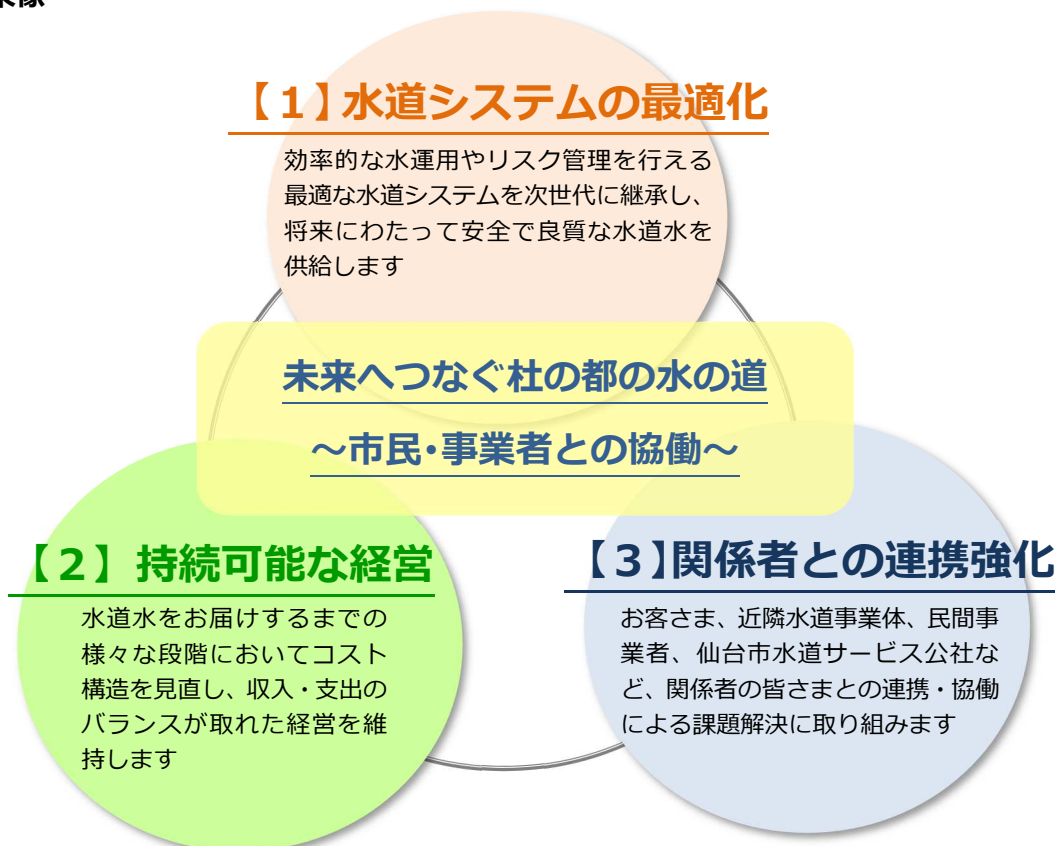 【１】水道システムの最適化
効率的な水運用やリスク管理を行える
最適な水道システムを次世代に継承し、
将来にわたって安全で良質な水道水を
供給します
未来へつなぐ杜の都の水の道
～市民・事業者との協働～
【２】持続可能な経営
水道水をお届けするまでの
様々な段階においてコスト
構造を見直し、収入・支出の
バランスが取れた経営を維
持します
【３】関係者との連携強化
お客さま、近隣水道事業体、民間事
業者、仙台市水道サービス公社な
ど、関係者の皆さまとの連携・協働
による課題解決に取り組みます